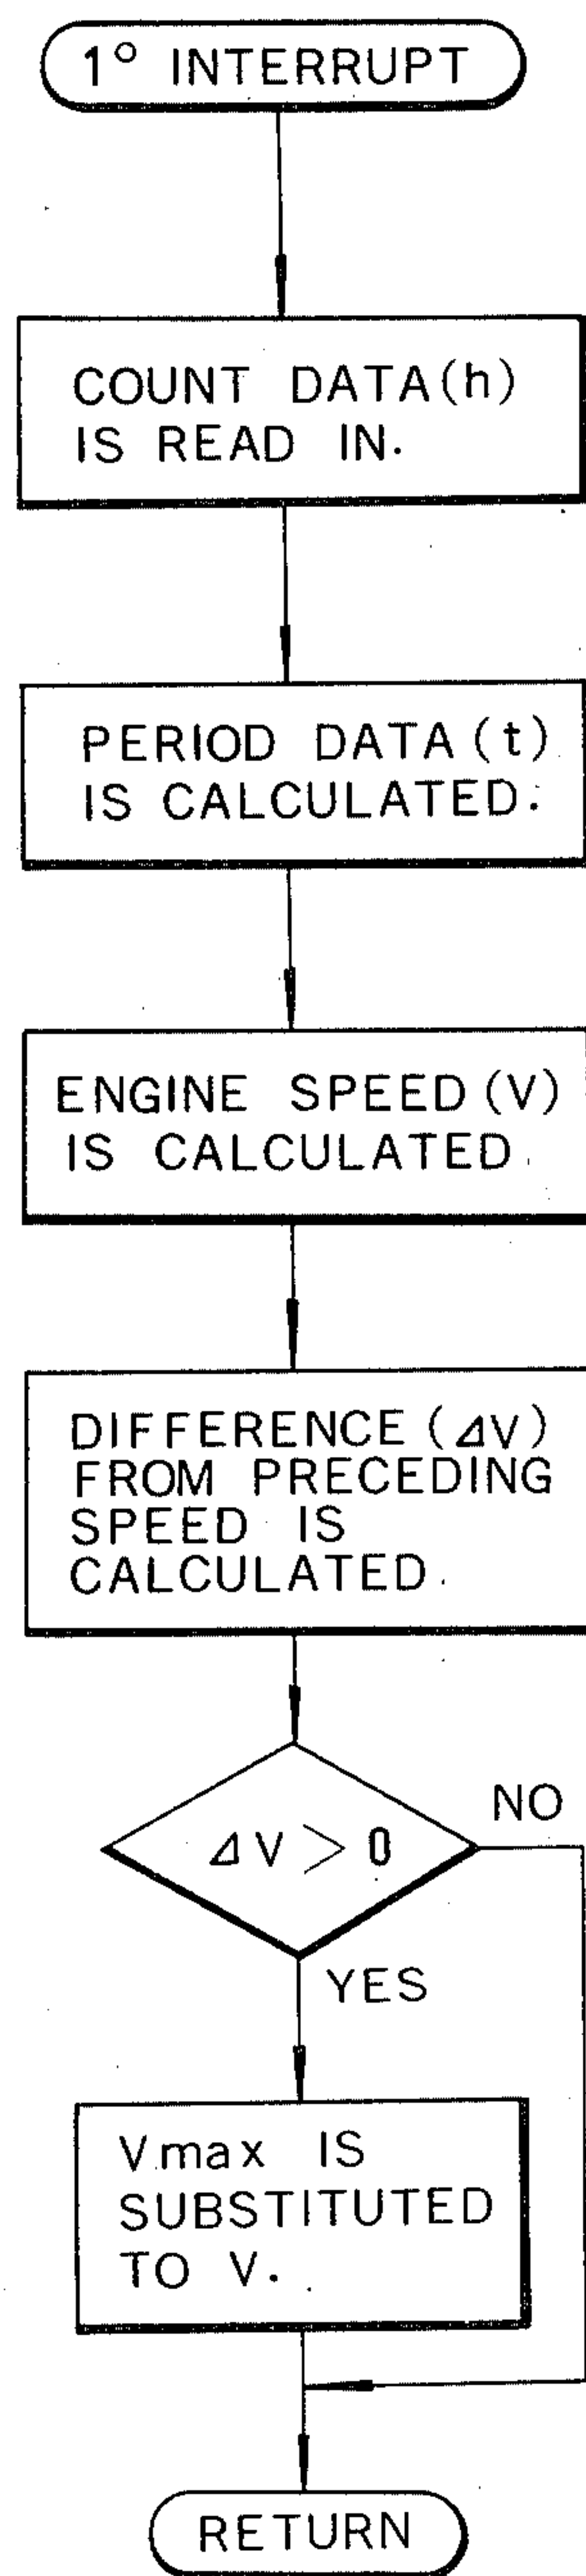 1° INTERRUPT
COUNT DATA(h)
IS READ IN.
PERIOD DATA(t)
IS CALCULATED.
ENGINE SPEED(V)
IS CALCULATED
DIFFERENCE(ΔV)
FROM PRECEDING
SPEED IS
CALCULATED.
ΔV>0
NO
YES
Vmax IS
SUBSTITUTED
TO V.
RETURN